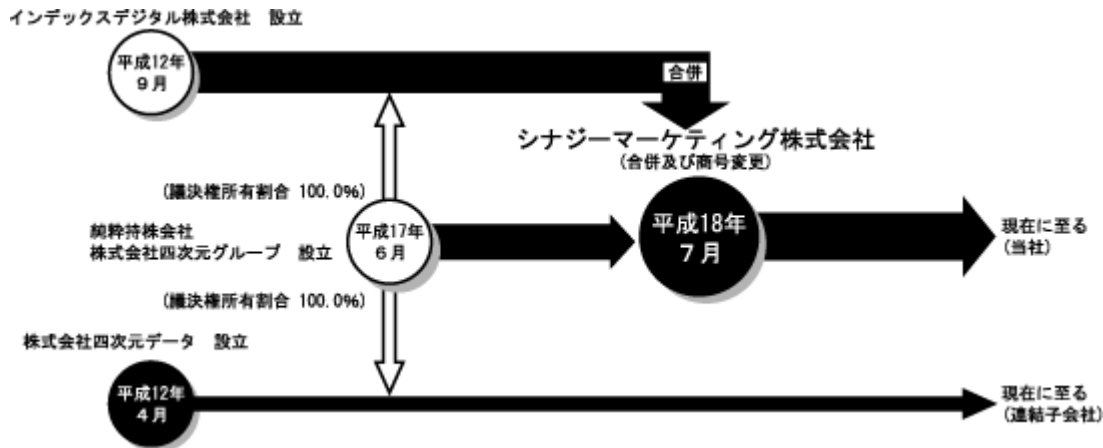 インデックスデジタル株式会社 設立
平成12年
9月
合併
シナジーマーケティング株式会社
(合併及び商号変更)
(議決権所有割合 100.0%)
純粋持株会社
株式会社四次元グループ 設立
平成17年
6月
平成18年
7月
現在に至る
(当社)
(議決権所有割合 100.0%)
株式会社四次元データ 設立
平成12年
4月
現在に至る
(連結子会社)